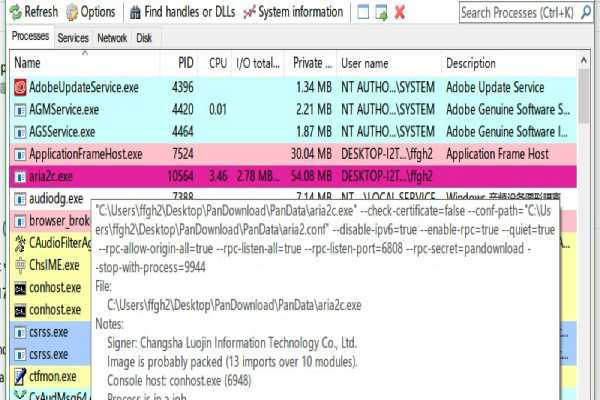 Refresh Options Find handles or DLLs System information Search Processes (Ctrl+K)
Processes Services Network Disk
Name PID CPU I/O total... Private ... User name Description
AdobeUpdateService.exe 4396 1.34 MB NT AUTHO...\SYSTEM Adobe Update Service
AGMService.exe 4420 0.01 2.21 MB NT AUTHO...\SYSTEM Adobe Genuine Software S...
AGSService.exe 4464 1.87 MB NT AUTHO...\SYSTEM Adobe Genuine Software I...
ApplicationFrameHost.exe 7524 30.04 MB DESKTOP-I2T...\ffgh2 Application Frame Host
aria2c.exe 10564 3.46 2.78 MB... 54.08 MB DESKTOP-I2T...\ffgh2
audiodg.exe 7388 7.14 MB NT ...\LOCAL SERVICE Windows 音频设备图形隔离
browser_brok
"C:\Users\ffgh2\Desktop\PanDownload\PanData\aria2c.exe" --check-certificate=false --conf-path="C:\Us
ers\ffgh2\Desktop\PanDownload\PanData\aria2.conf" --disable-ipv6=true --enable-rpc=true --quiet=true
CAudioFilterAg
--rpc-allow-origin-all=true --rpc-listen-all=true --rpc-listen-port=6808 --rpc-secret=pandownload -
ChsIME.exe
-stop-with-process=9944
conhost.exe
File:
conhost.exe
C:\Users\ffgh2\Desktop\PanDownload\PanData\aria2c.exe
csrss.exe
Notes:
Signer: Changsha Luojin Information Technology Co., Ltd.
csrss.exe
Image is probably packed (13 imports over 10 modules).
ctfmon.exe
Console host: conhost.exe (6948)
CxAudMsg64.e
Process is in a job.